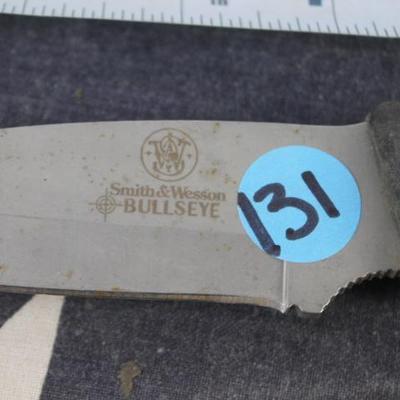 Smith & Wesson
BULLSEYE
131